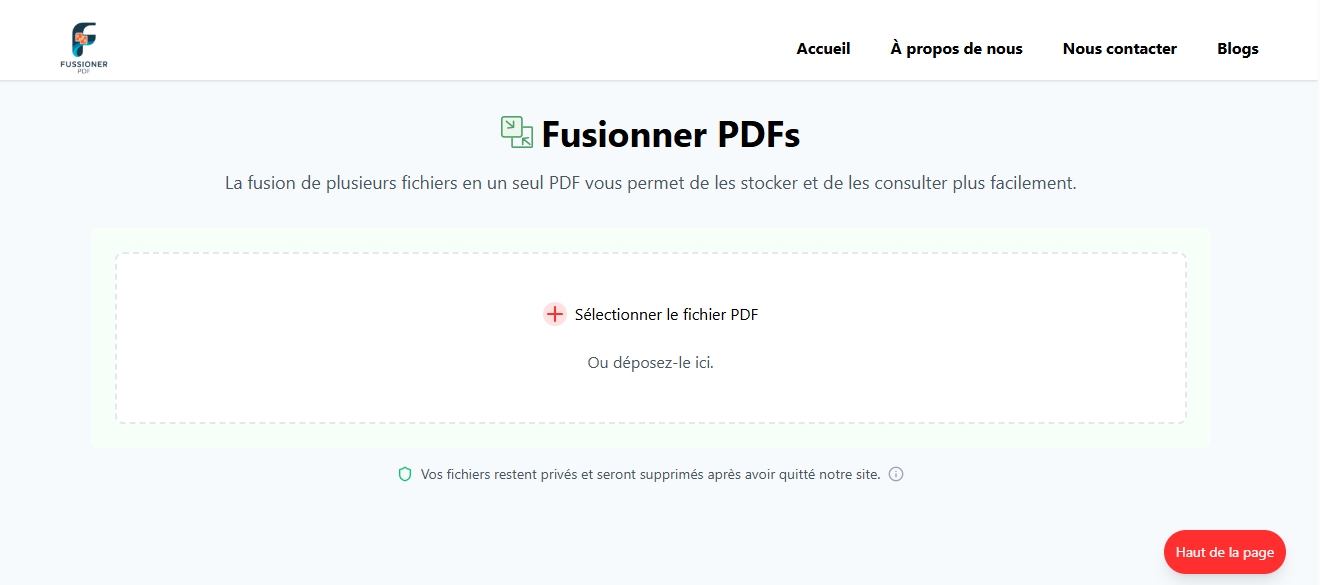 FUSSIONER
PDF
Accueil
À propos de nous
Nous contacter
Blogs
Fusionner PDFs
La fusion de plusieurs fichiers en un seul PDF vous permet de les stocker et de les consulter plus facilement.
Sélectionner le fichier PDF
Ou déposez-le ici.
Vos fichiers restent privés et seront supprimés après avoir quitté notre site.
Haut de la page